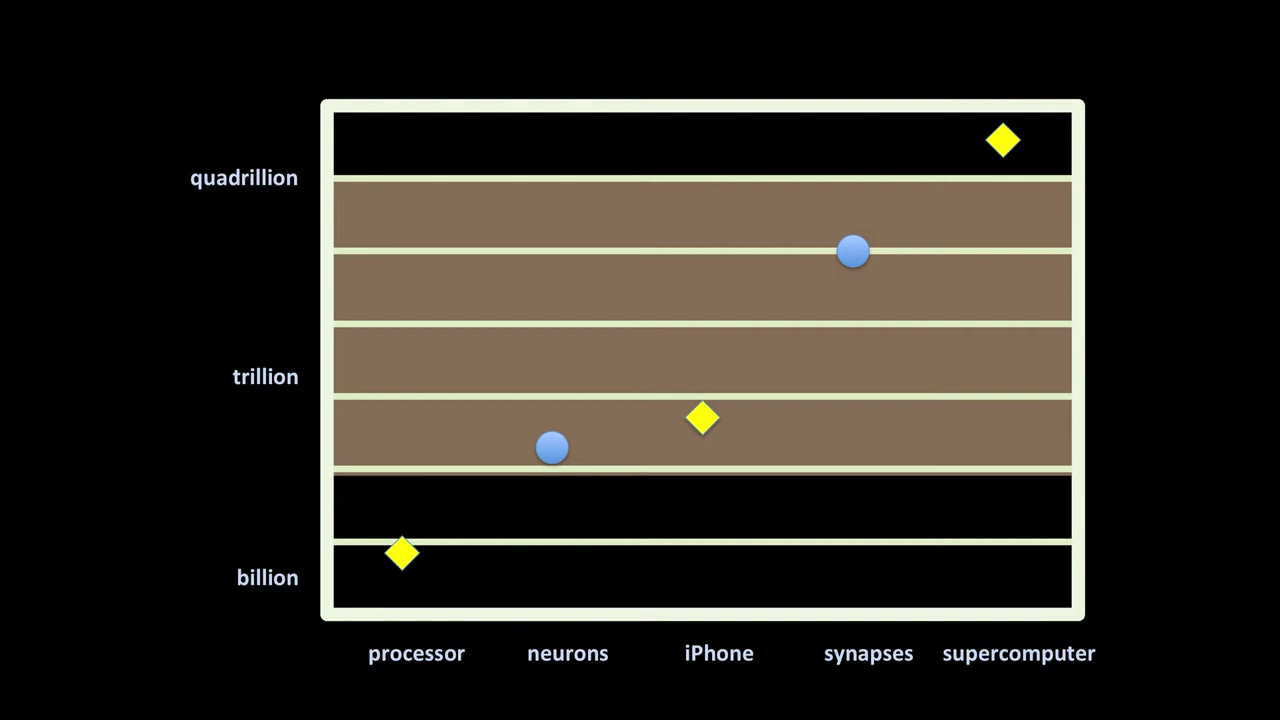 quadrillion
trillion
billion
processor neurons iPhone synapses supercomputer